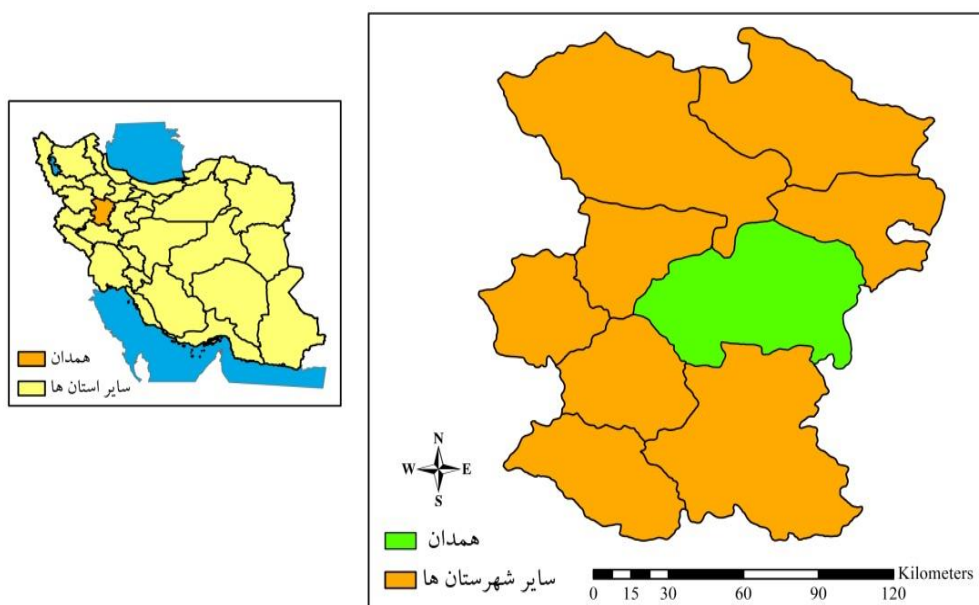 همدان
سایر استان ها
N
W E
S
همدان
سایر شهرستان ها
Kilometers
0 15 30 60 90 120